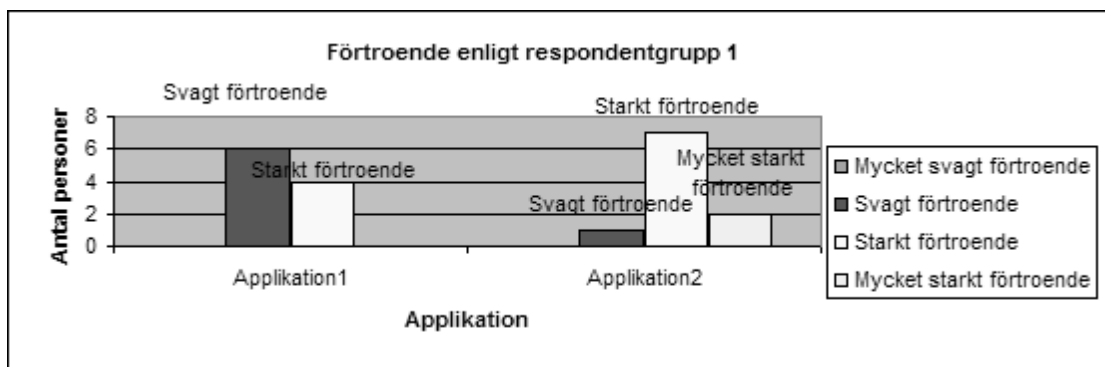 Förtroende enligt respondentgrupp 1
Svagt förtroende
Starkt förtroende
Starkt förtroende
Mycket starkt
förtroende
Svagt förtroende
Antal personer
8
6
4
2
0
Applikation1
Applikation2
Applikation
Mycket svagt förtroende
Svagt förtroende
Starkt förtroende
Mycket starkt förtroende